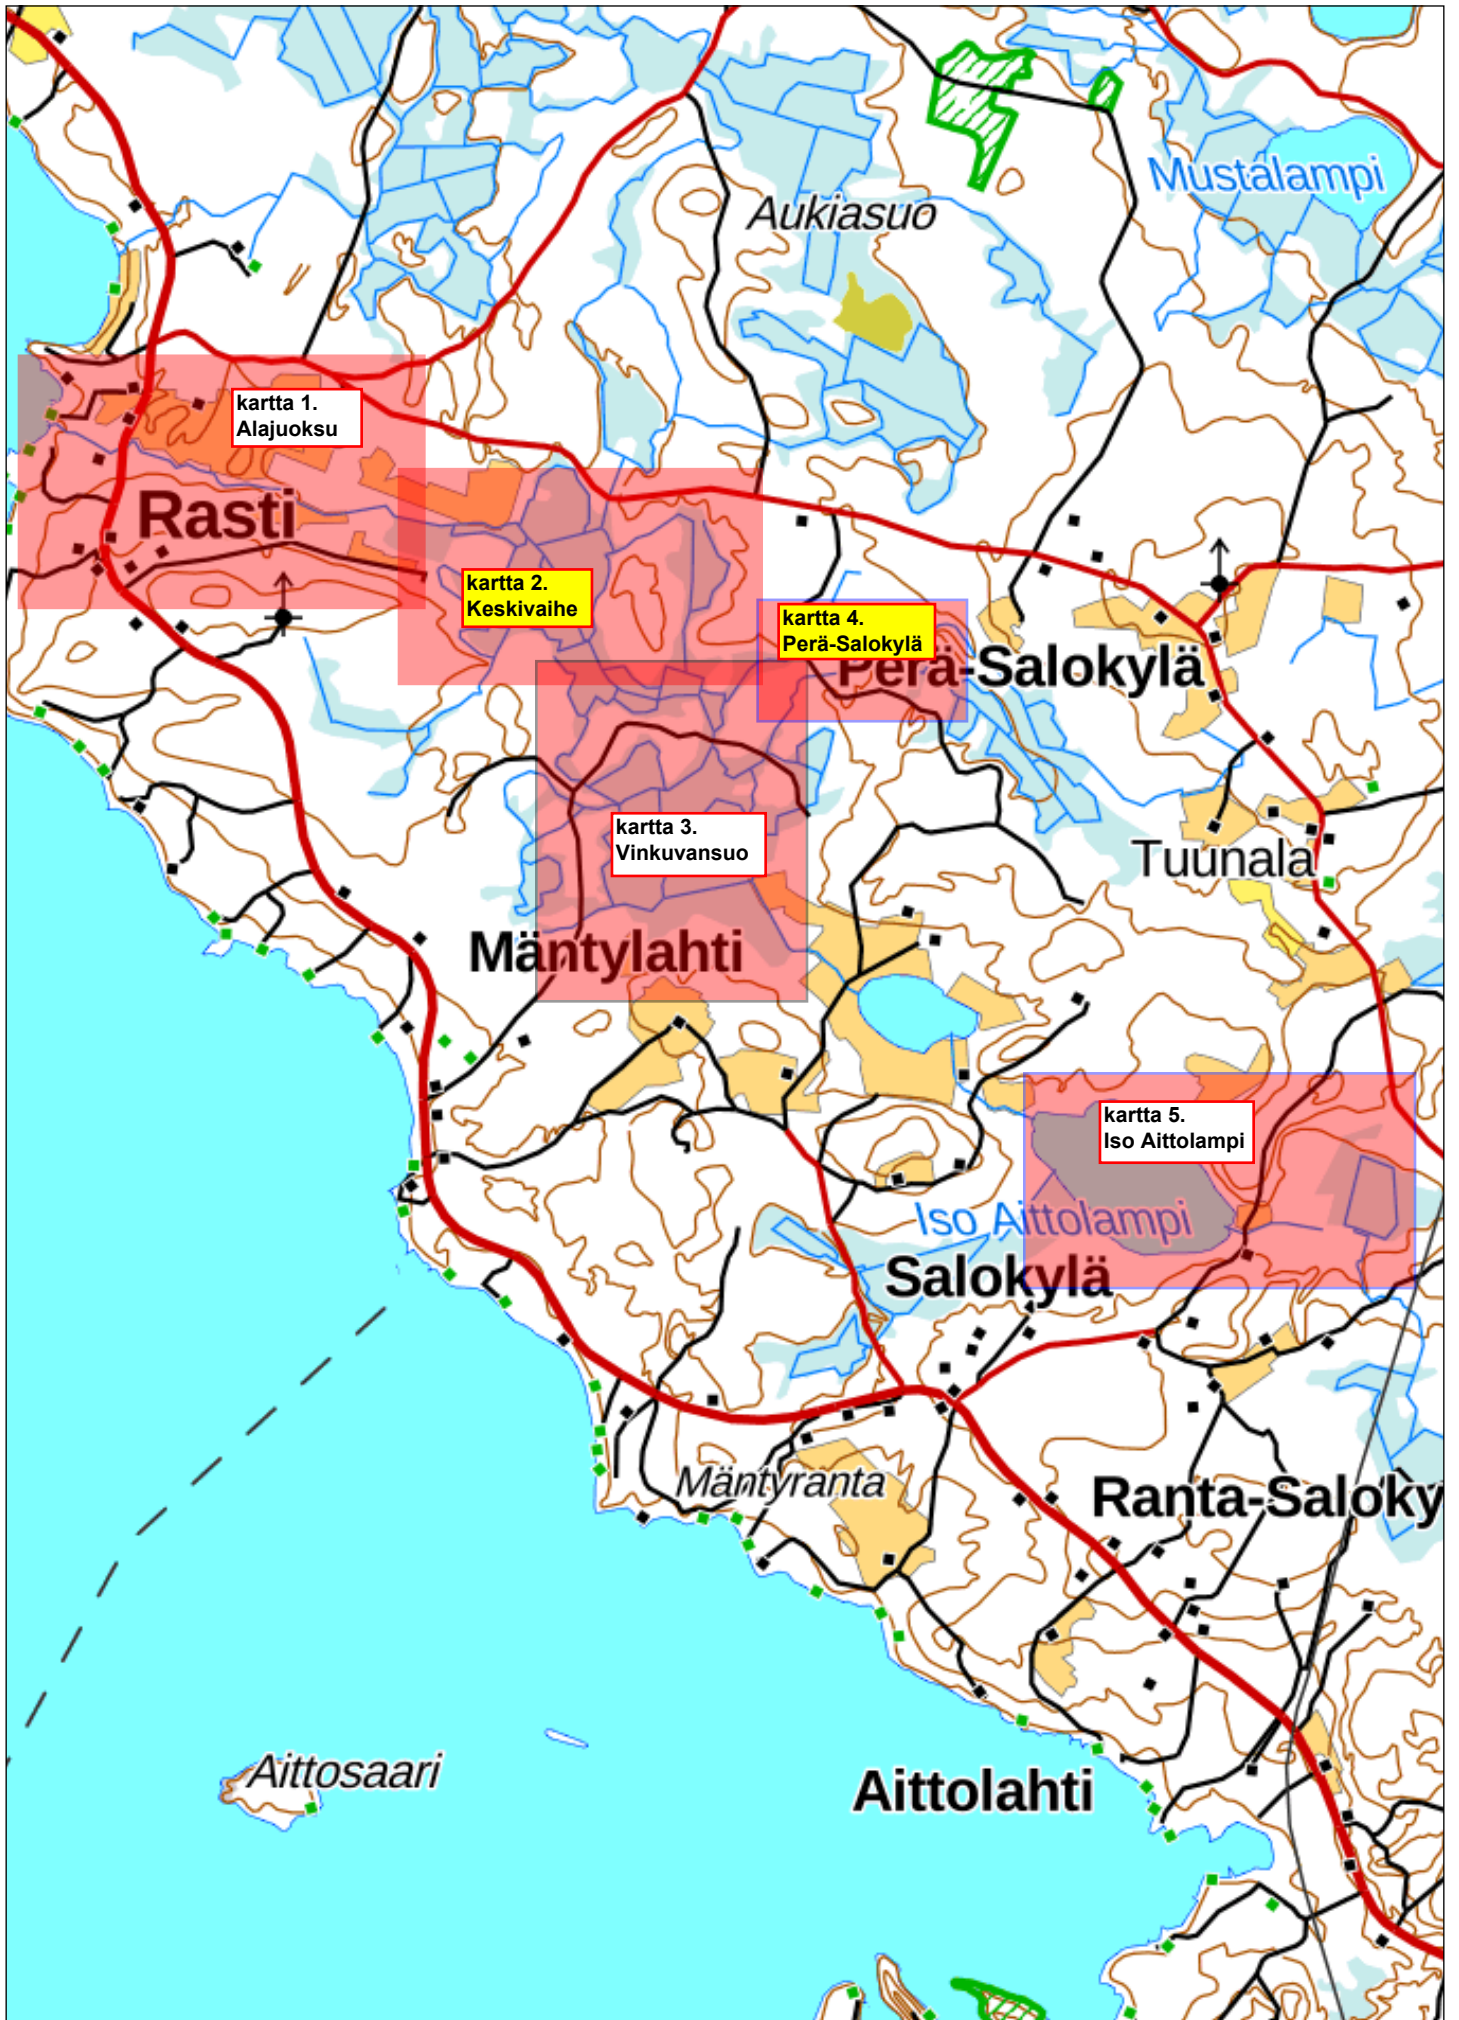 Mustalampi
Aukiasuo
kartta 1.
Alajuoksu
Rasti
kartta 2.
Keskivaihe
kartta 4.
Perä-Salokylä
Perä-Salokylä
kartta 3.
Vinkuvansuo
Tuunala
Mäntylahti
kartta 5.
Iso Aittolampi
Iso Aittolampi
Salokylä
Mäntyranta
Ranta-Saloky
Aittosaari
Aittolahti